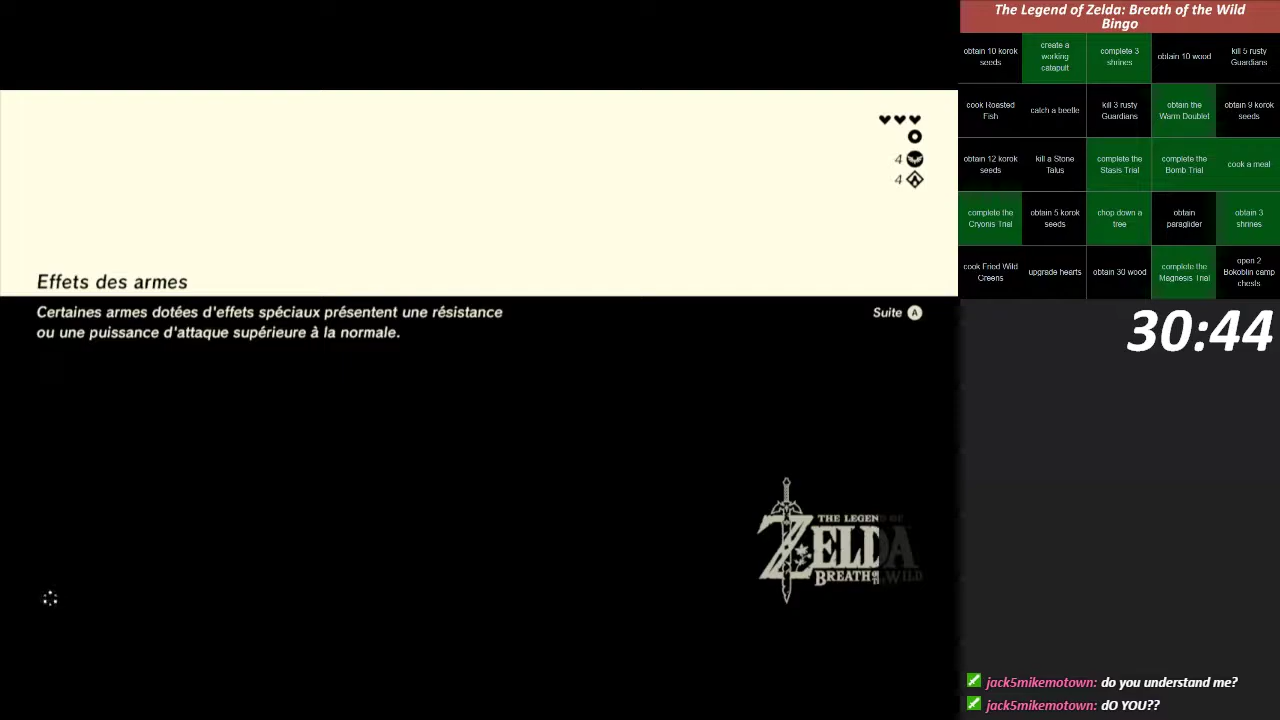 The Legend of Zelda: Breath of the Wild
Bingo
obtain 10 korok
seeds
create a
working
catapult
complete 3
shrines
obtain 10 wood
kill 5 rusty
Guardians
cook Roasted
Fish
catch a beetle
kill 3 rusty
Guardians
obtain the
Warm Doublet
obtain 9 korok
seeds
obtain 12 korok
seeds
kill a Stone
Talus
complete the
Stasis Trial
complete the
Bomb Trial
cook a meal
complete the
Cryonis Trial
obtain 5 korok
seeds
chop down a
tree
obtain
paraglider
obtain 3
shrines
cook Fried Wild
Greens
upgrade hearts
obtain 30 wood
complete the
Magnesis Trial
open 2
Bokoblin camp
chests
30:44
4
4
Effets des armes
Certaines armes dotées d'effets spéciaux présentent une résistance
ou une puissance d'attaque supérieure à la normale.
Suite A
THE LEGEND OF
ZELDA
BREATH OF THE WILD
jack5mikemotown: do you understand me?
jack5mikemotown: dO YOU??